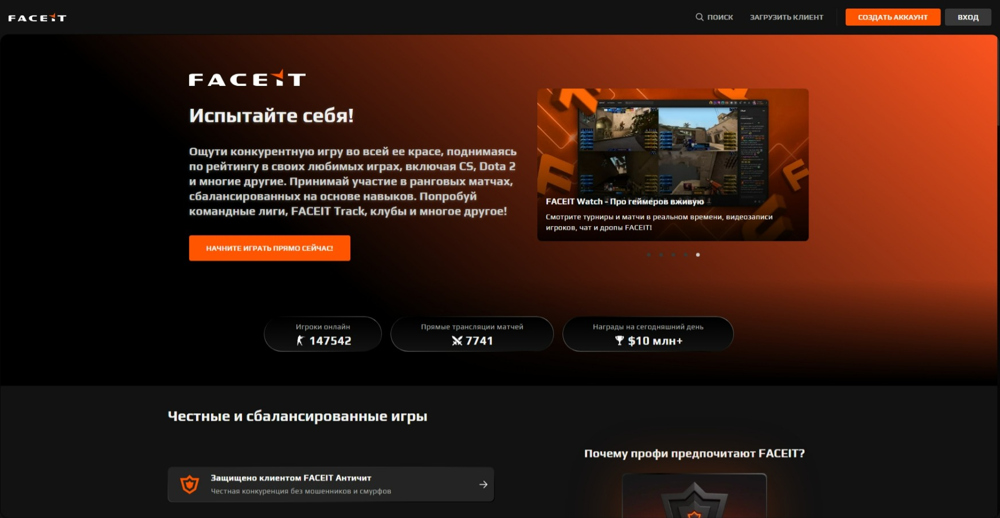 FACEIT
ПОИСК
ЗАГРУЗИТЬ КЛИЕНТ
СОЗДАТЬ АККАУНТ
ВХОД
FACEIT
Испытайте себя!
Ощути конкурентную игру во всей ее красе, поднимаясь
по рейтингу в своих любимых играх, включая CS, Dota 2
и многие другие. Принимай участие в ранговых матчах,
сбалансированных на основе навыков. Попробуй
командные лиги, FACEIT Track, клубы и многое другое!
НАЧНИТЕ ИГРАТЬ ПРЯМО СЕЙЧАС!
FACEIT Watch - Про геймеров вживую
Смотрите турниры и матчи в реальном времени, видеозаписи
игроков, чат и дропы FACEIT!
Игроки онлайн
147542
Прямые трансляции матчей
7741
Награды на сегодняшний день
$10 млн+
Честные и сбалансированные игры
Защищено клиентом FACEIT Античит
Честная конкуренция без мошенников и смурфов
Почему профи предпочитают FACEIT?